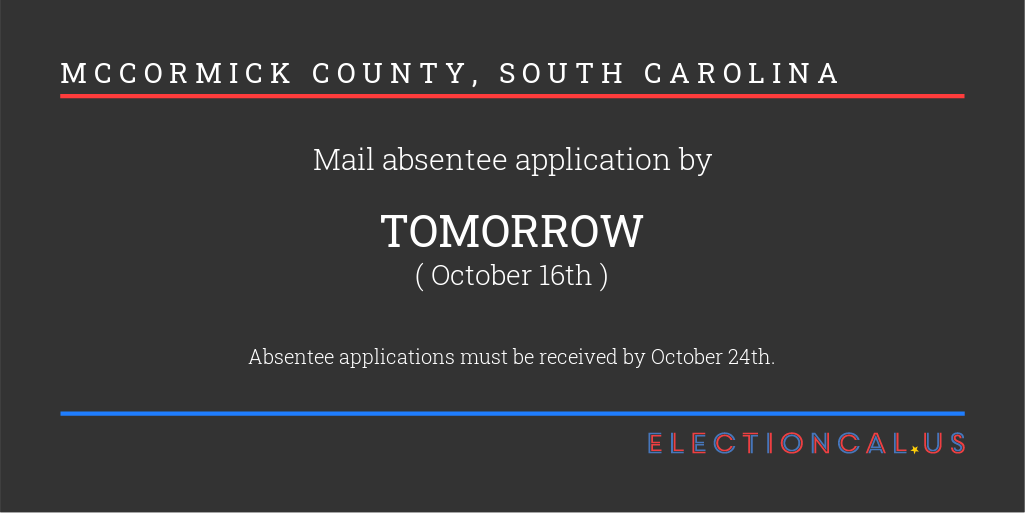 MCCORMICK COUNTY, SOUTH CAROLINA
Mail absentee application by
TOMORROW
( October 16th )
Absentee applications must be received by October 24th.
ELECTIONCAL.US